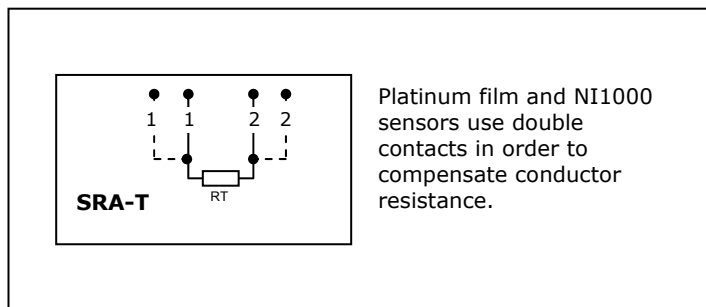 1 1 2 2
RT
SRA-T
Platinum film and NI1000
sensors use double
contacts in order to
compensate conductor
resistance.